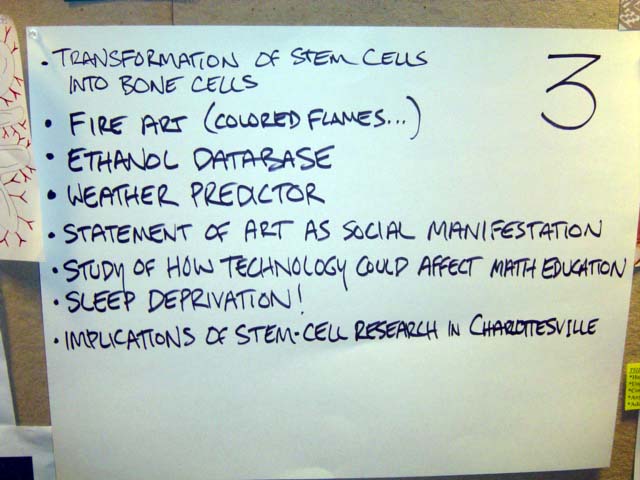 3
• TRANSFORMATION OF STEM CELLS
INTO BONE CELLS
• FIRE ART (COLORED FLAMES...)
• ETHANOL DATABASE
• WEATHER PREDICTOR
• STATEMENT OF ART AS SOCIAL MANIFESTATION
• STUDY OF HOW TECHNOLOGY COULD AFFECT MATH EDUCATION
• SLEEP DEPRIVATION!
• IMPLICATIONS OF STEM-CELL RESEARCH IN CHARLOTTESVILLE